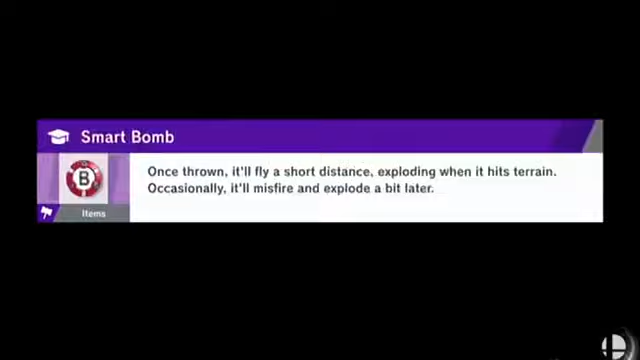 Smart Bomb
B
Once thrown, it'll fly a short distance, exploding when it hits terrain.
Occasionally, it'll misfire and explode a bit later.
Items